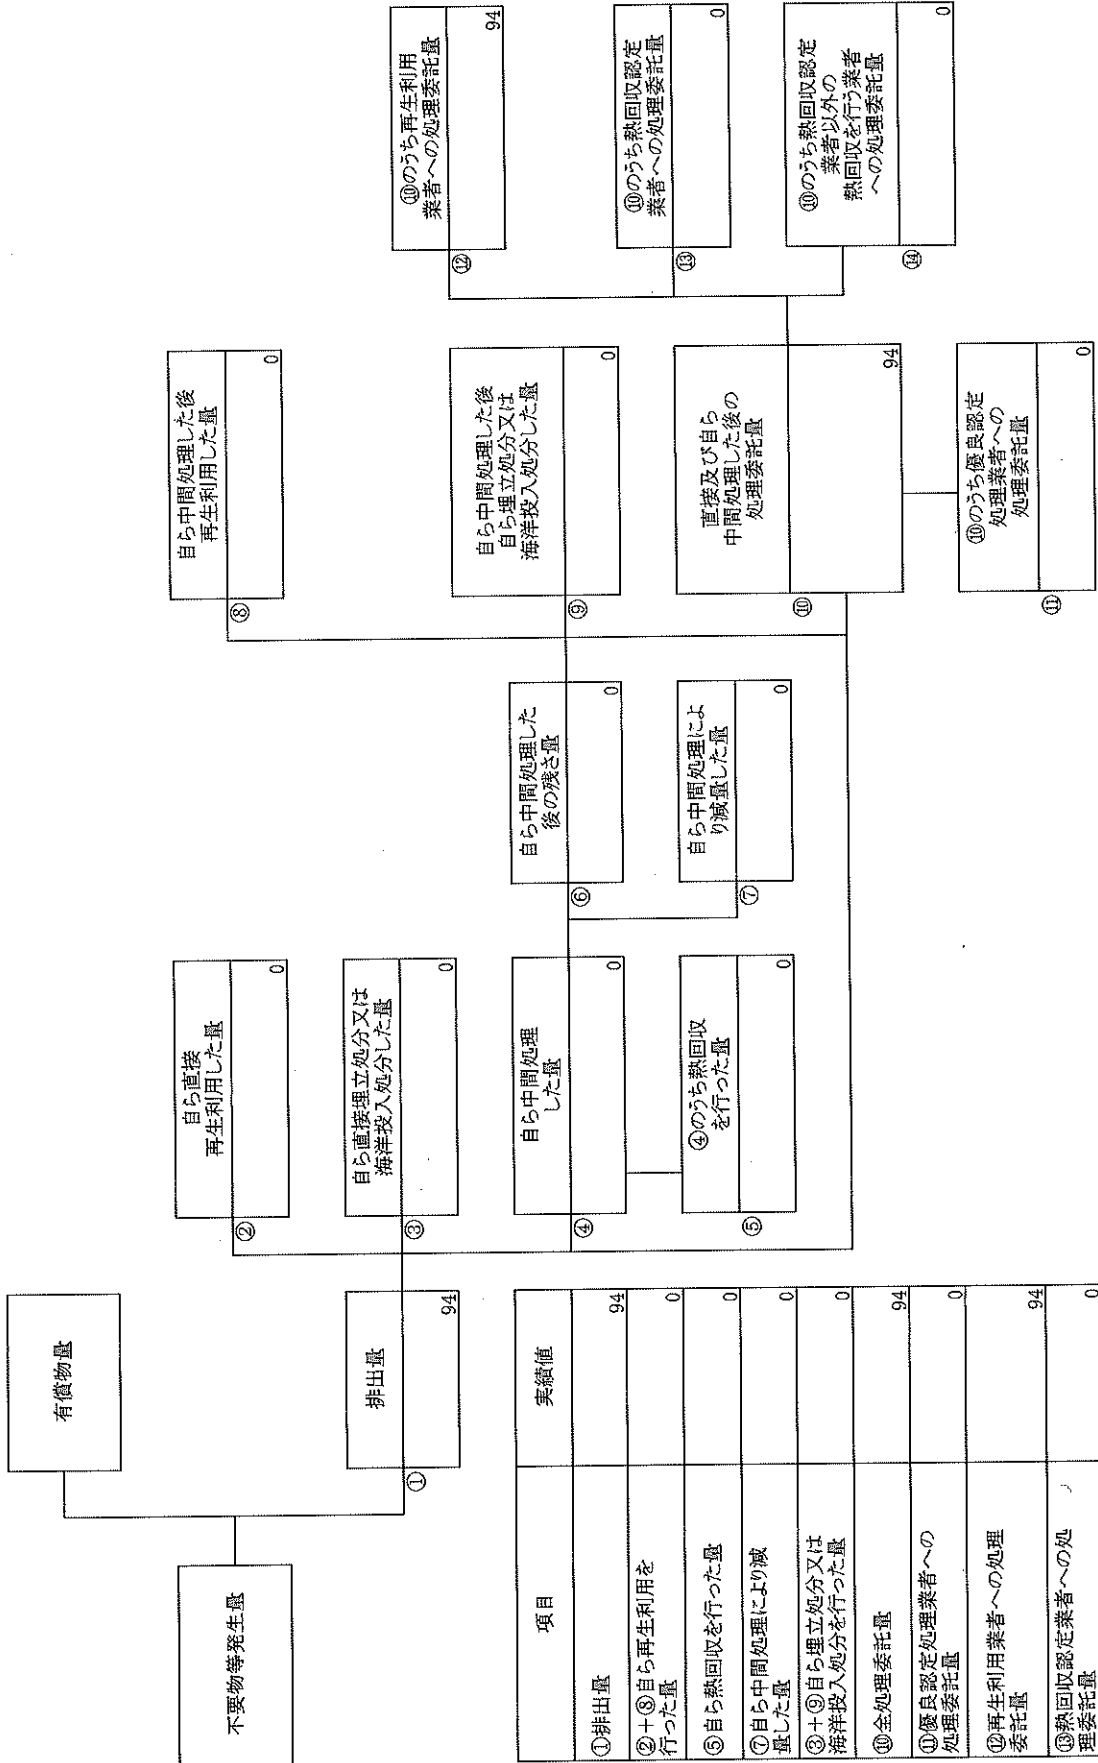 不要物等発生量
有償物量
排出量
①
94
自ら直接
再生利用した量
②
0
自ら直接埋立処分又は
海洋投入処分した量
③
0
自ら中間処理
した量
④
0
④のうち熱回収
を行った量
⑤
0
自ら中間処理した
後の残さ量
⑥
0
自ら中間処理によ
り減量した量
⑦
0
自ら中間処理した後
再生利用した量
⑧
0
自ら中間処理した後
自ら埋立処分又は
海洋投入処分した量
⑨
0
直接及び自ら
中間処理した後の
処理委託量
⑩
94
⑩のうち優良認定
処理業者への
処理委託量
⑪
0
⑩のうち再生利用
業者への処理委託量
⑫
94
⑩のうち熱回収認定
業者への処理委託量
⑬
0
⑩のうち熱回収認定
業者以外の
熱回収を行う業者
への処理委託量
⑭
0
項目 実績値
①排出量 94
②+⑧自ら再生利用を
行った量 0
⑤自ら熱回収を行った量 0
⑦自ら中間処理により減
量した量 0
③+⑨自ら埋立処分又は
海洋投入処分を行った量 0
⑩全処理委託量 94
⑪優良認定処理業者への
処理委託量 0
⑫再生利用業者への処理
委託量 94
⑬熱回収認定業者への処
理委託量 0